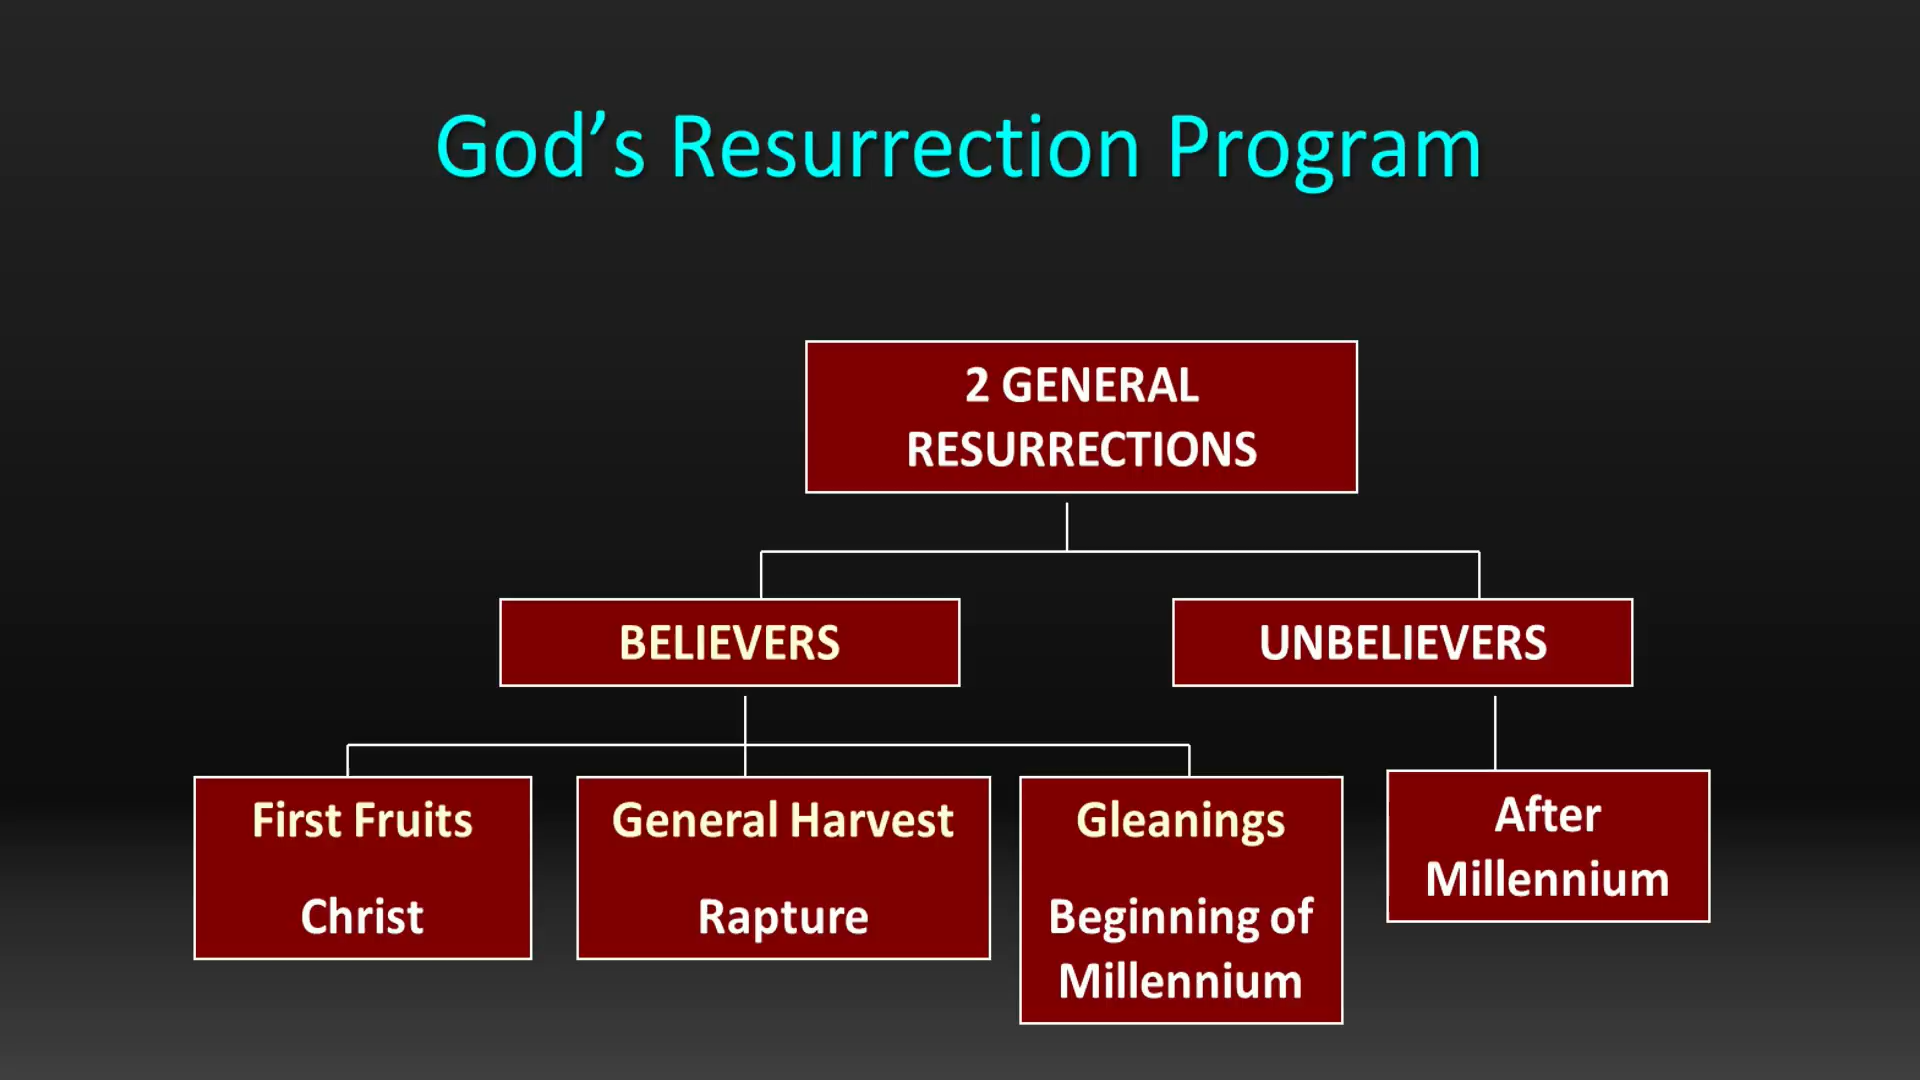 God’s Resurrection Program
2 GENERAL
RESURRECTIONS
BELIEVERS
UNBELIEVERS
First Fruits
Christ
General Harvest
Rapture
Gleanings
Beginning of
Millennium
After
Millennium